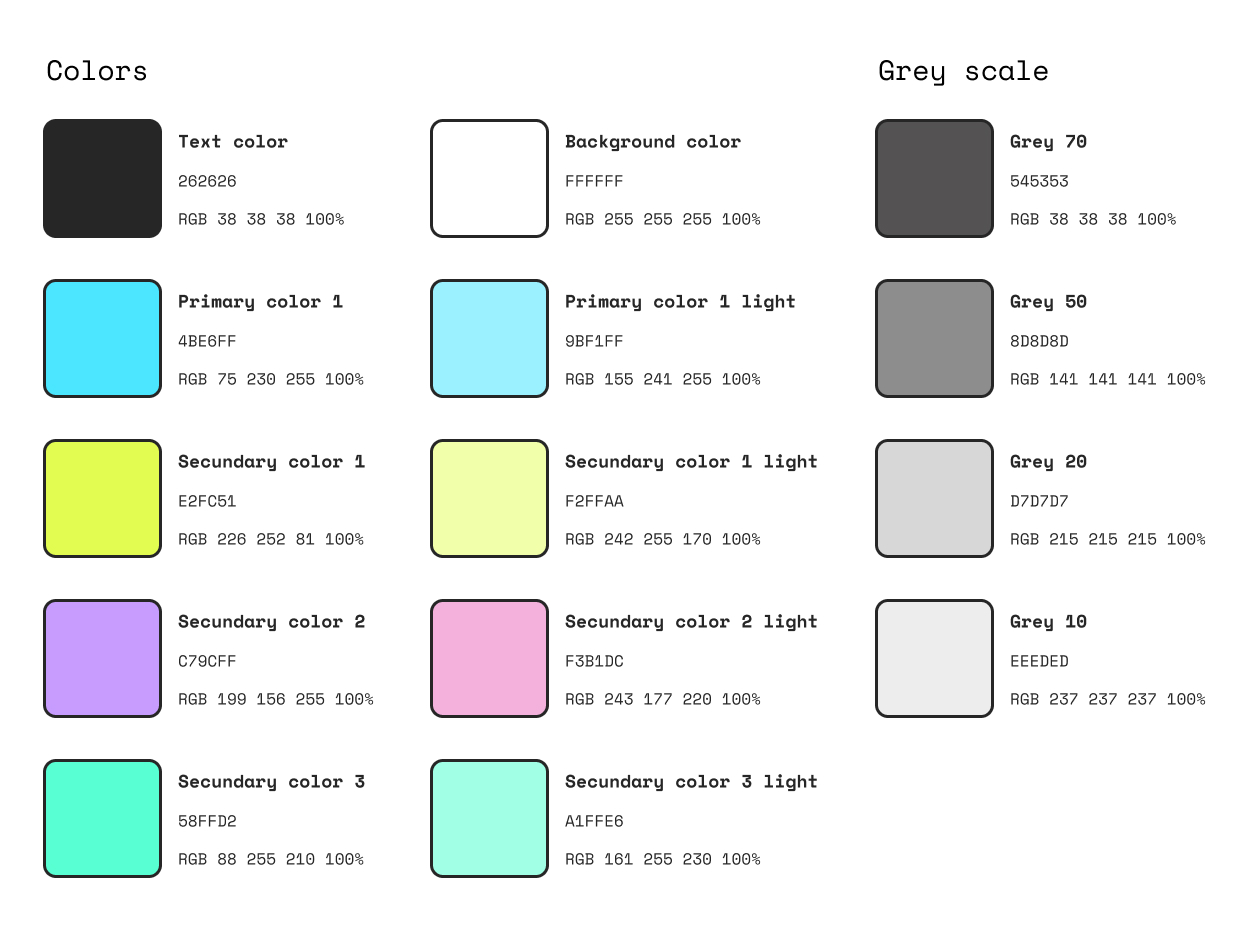 Colors
Text color
262626
RGB 38 38 38 100%
Background color
FFFFFF
RGB 255 255 255 100%
Primary color 1
4BE6FF
RGB 75 230 255 100%
Primary color 1 light
9BF1FF
RGB 155 241 255 100%
Secundary color 1
E2FC51
RGB 226 252 81 100%
Secundary color 1 light
F2FFAA
RGB 242 255 170 100%
Secundary color 2
C79CFF
RGB 199 156 255 100%
Secundary color 2 light
F3B1DC
RGB 243 177 220 100%
Secundary color 3
58FFD2
RGB 88 255 210 100%
Secundary color 3 light
A1FFE6
RGB 161 255 230 100%
Grey scale
Grey 70
545353
RGB 38 38 38 100%
Grey 50
8D8D8D
RGB 141 141 141 100%
Grey 20
D7D7D7
RGB 215 215 215 100%
Grey 10
EEEDED
RGB 237 237 237 100%